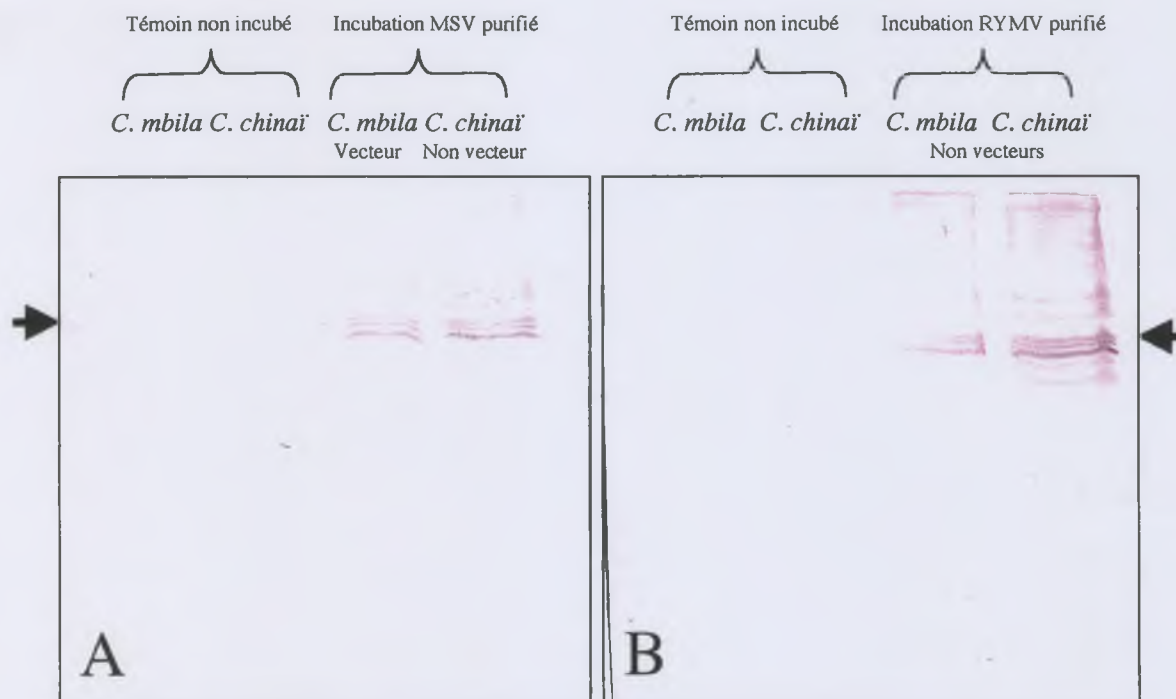 Témoin non incubé Incubation MSV purifié
C. mbila C. chinaï C. mbila C. chinaï
Vecteur Non vecteur
A
Témoin non incubé Incubation RYMV purifié
C. mbila C. chinaï C. mbila C. chinaï
Non vecteurs
B